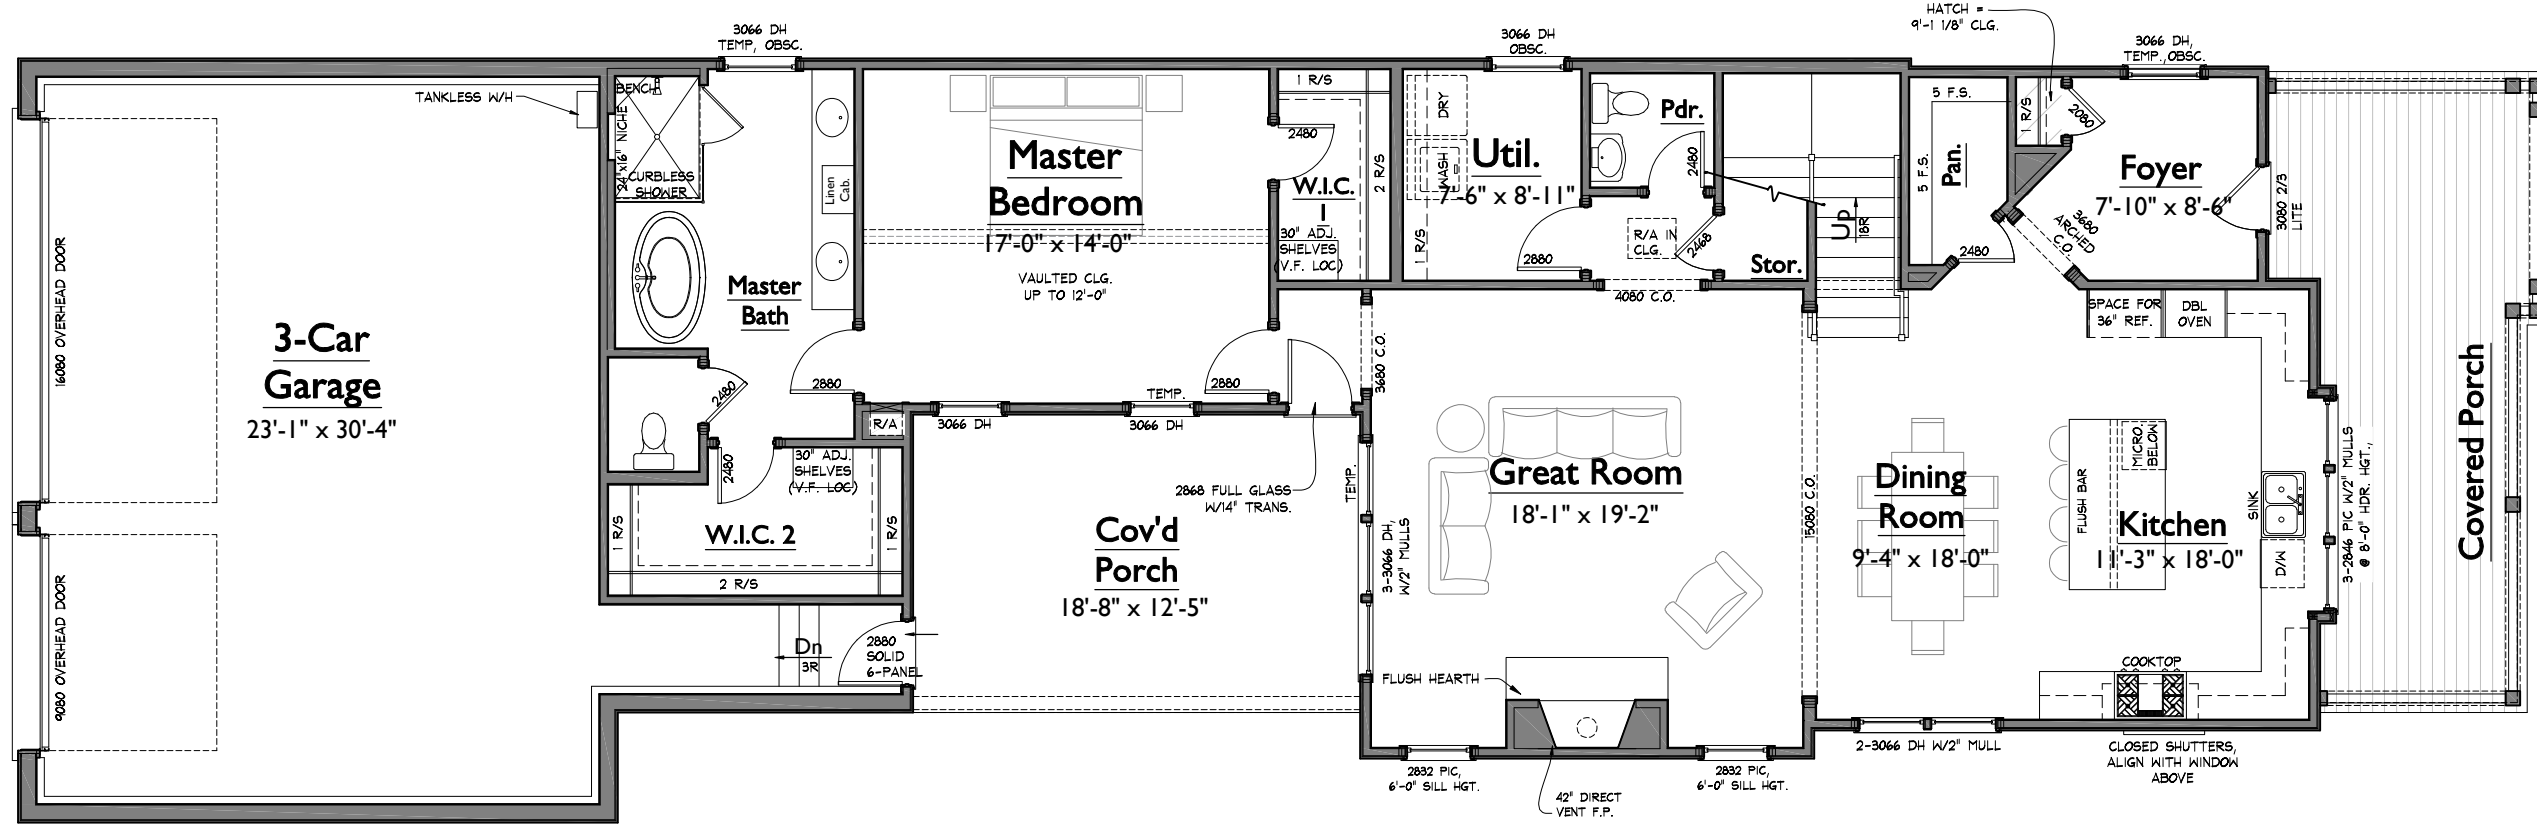 HATCH =
9'-1 1/8" CLG.
3066 DH
TEMP, OBSC.
3066 DH
OBSC.
3066 DH,
TEMP.,OBSC.
TANKLESS W/H
BENCH
24"x16" NICHE
CURBLESS
SHOWER
Linen
Cab.
Master
Bath
2880
2480
16080 OVERHEAD DOOR
3-Car
Garage
23'-1" x 30'-4"
9080 OVERHEAD DOOR
Master
Bedroom
17'-0" x 14'-0"
VAULTED CLG.
UP TO 12'-0"
2880
TEMP.
3066 DH
3066 DH
R/A
1 R/S
2480
2 R/S
W.I.C.
1
30" ADJ.
SHELVES
(V.F. LOC)
DRY
WASH
Util.
7'-6" x 8'-11"
1 R/S
2880
Pdr.
2480
R/A IN
CLG.
2468
Stor.
4080 C.O.
UP
18R
5 F.S.
5 F.S.
Pan.
2480
1 R/S
2080
Foyer
7'-10" x 8'-6"
3680
ARCHED
C.O.
3080 2/3
LITE
2480
30" ADJ.
SHELVES
(V.F. LOC)
1 R/S
W.I.C. 2
1 R/S
2 R/S
Dn
3R
2880
SOLID
6-PANEL
2868 FULL GLASS
W/14" TRANS.
Cov'd
Porch
18'-8" x 12'-5"
3680 C.O.
TEMP.
3-3066 DH,
W/2" MULLS
Great Room
18'-1" x 19'-2"
15080 C.O.
FLUSH HEARTH
2832 PIC,
6'-0" SILL HGT.
42" DIRECT
VENT F.P.
2832 PIC,
6'-0" SILL HGT.
Dining
Room
9'-4" x 18'-0"
2-3066 DH W/2" MULL
SPACE FOR
36" REF.
DBL
OVEN
MICRO.
BELOW
FLUSH BAR
Kitchen
11'-3" x 18'-0"
SINK
D/W
COOKTOP
3-2846 PIC W/2" MULLS
@ 8'-0" HDR. HGT.,
CLOSED SHUTTERS,
ALIGN WITH WINDOW
ABOVE
Covered Porch